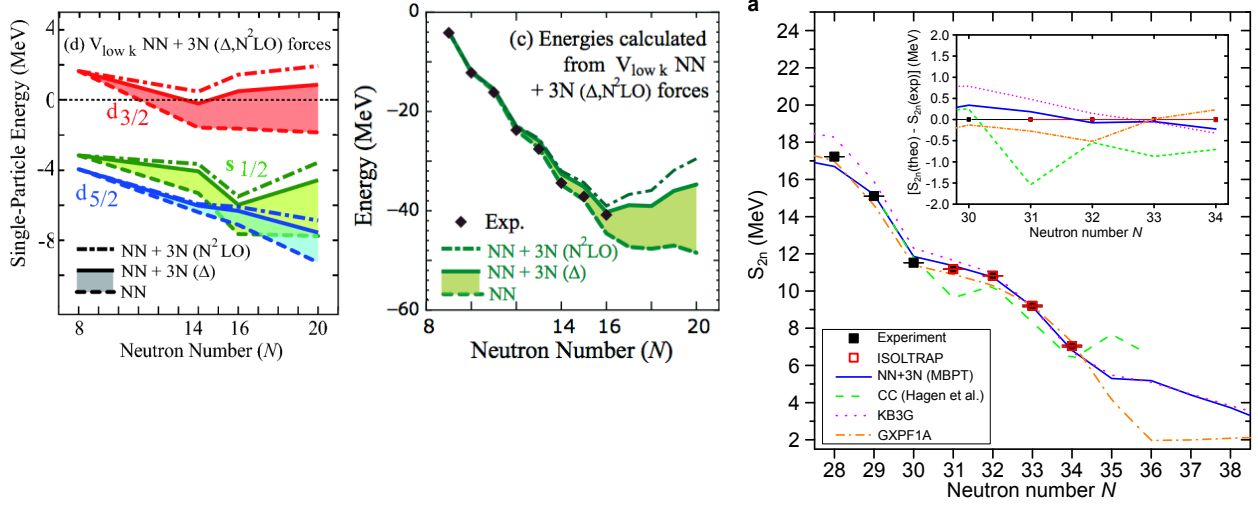 (d) V low k NN + 3N (Δ,N²LO) forces
Single-Particle Energy (MeV)
4
0
-4
-8
d3/2
s1/2
d5/2
NN + 3N (N²LO)
NN + 3N (Δ)
NN
8
14
16
20
Neutron Number (N)
(c) Energies calculated
from V low k NN
+ 3N (Δ,N²LO) forces
Energy (MeV)
0
−20
−40
−60
Exp.
NN + 3N (N²LO)
NN + 3N (Δ)
NN
8
14
16
20
Neutron Number (N)
a
S2n (MeV)
24
22
20
18
16
14
12
10
8
6
4
2
[S2n(theo) - S2n(exp)] (MeV)
2.0
1.5
1.0
0.5
0.0
-0.5
-1.0
-1.5
-2.0
30
31
32
33
34
Neutron number N
Experiment
ISOLTRAP
NN+3N (MBPT)
CC (Hagen et al.)
KB3G
GXPF1A
28
29
30
31
32
33
34
35
36
37
38
Neutron number N